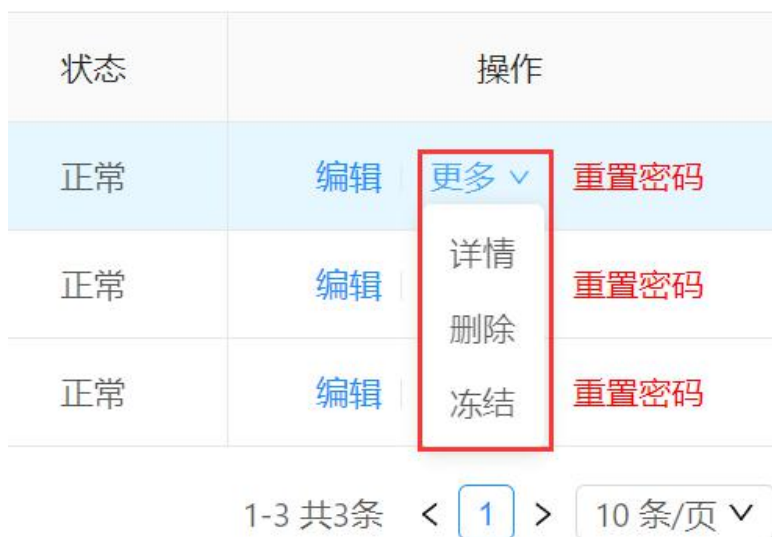 状态 操作
正常 编辑 更多 重置密码
详情
正常 编辑 重置密码
删除
正常 编辑 冻结 重置密码
1-3 共3条 < 1 > 10 条/页